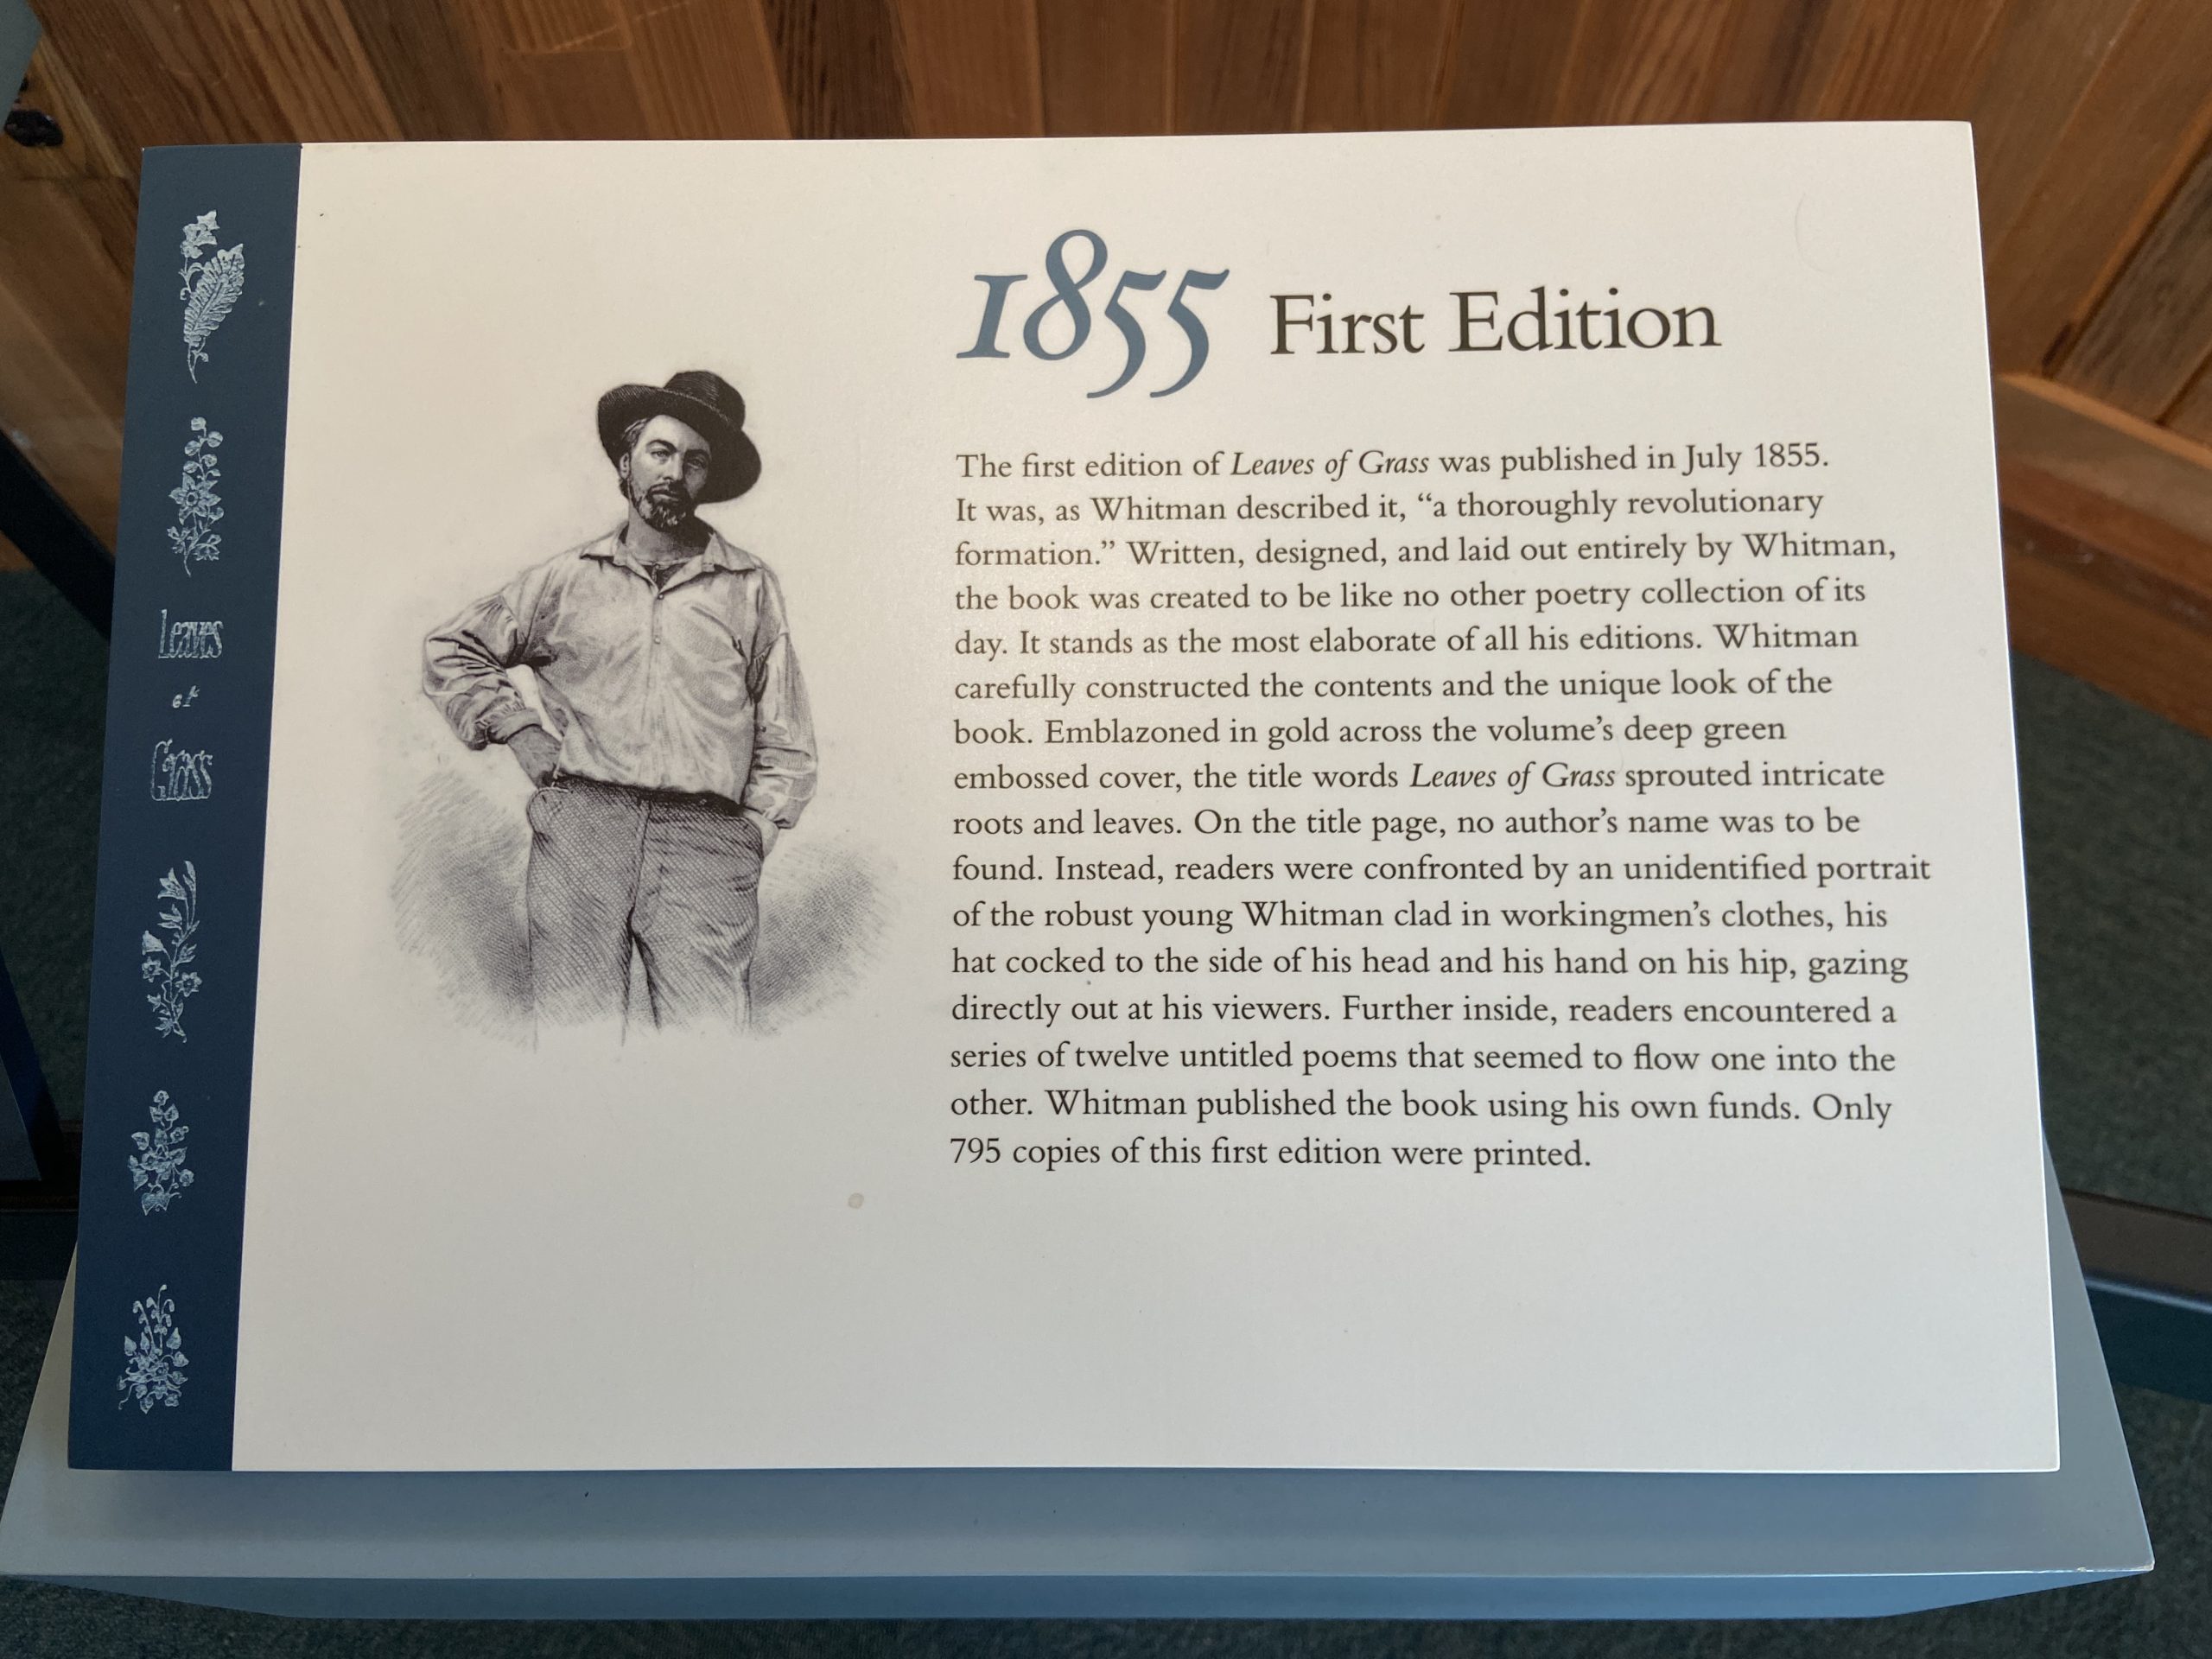 Leaves
of
Grass
1855 First Edition
The first edition of Leaves of Grass was published in July 1855.
It was, as Whitman described it, “a thoroughly revolutionary
formation.” Written, designed, and laid out entirely by Whitman,
the book was created to be like no other poetry collection of its
day. It stands as the most elaborate of all his editions. Whitman
carefully constructed the contents and the unique look of the
book. Emblazoned in gold across the volume’s deep green
embossed cover, the title words Leaves of Grass sprouted intricate
roots and leaves. On the title page, no author’s name was to be
found. Instead, readers were confronted by an unidentified portrait
of the robust young Whitman clad in workingmen’s clothes, his
hat cocked to the side of his head and his hand on his hip, gazing
directly out at his viewers. Further inside, readers encountered a
series of twelve untitled poems that seemed to flow one into the
other. Whitman published the book using his own funds. Only
795 copies of this first edition were printed.